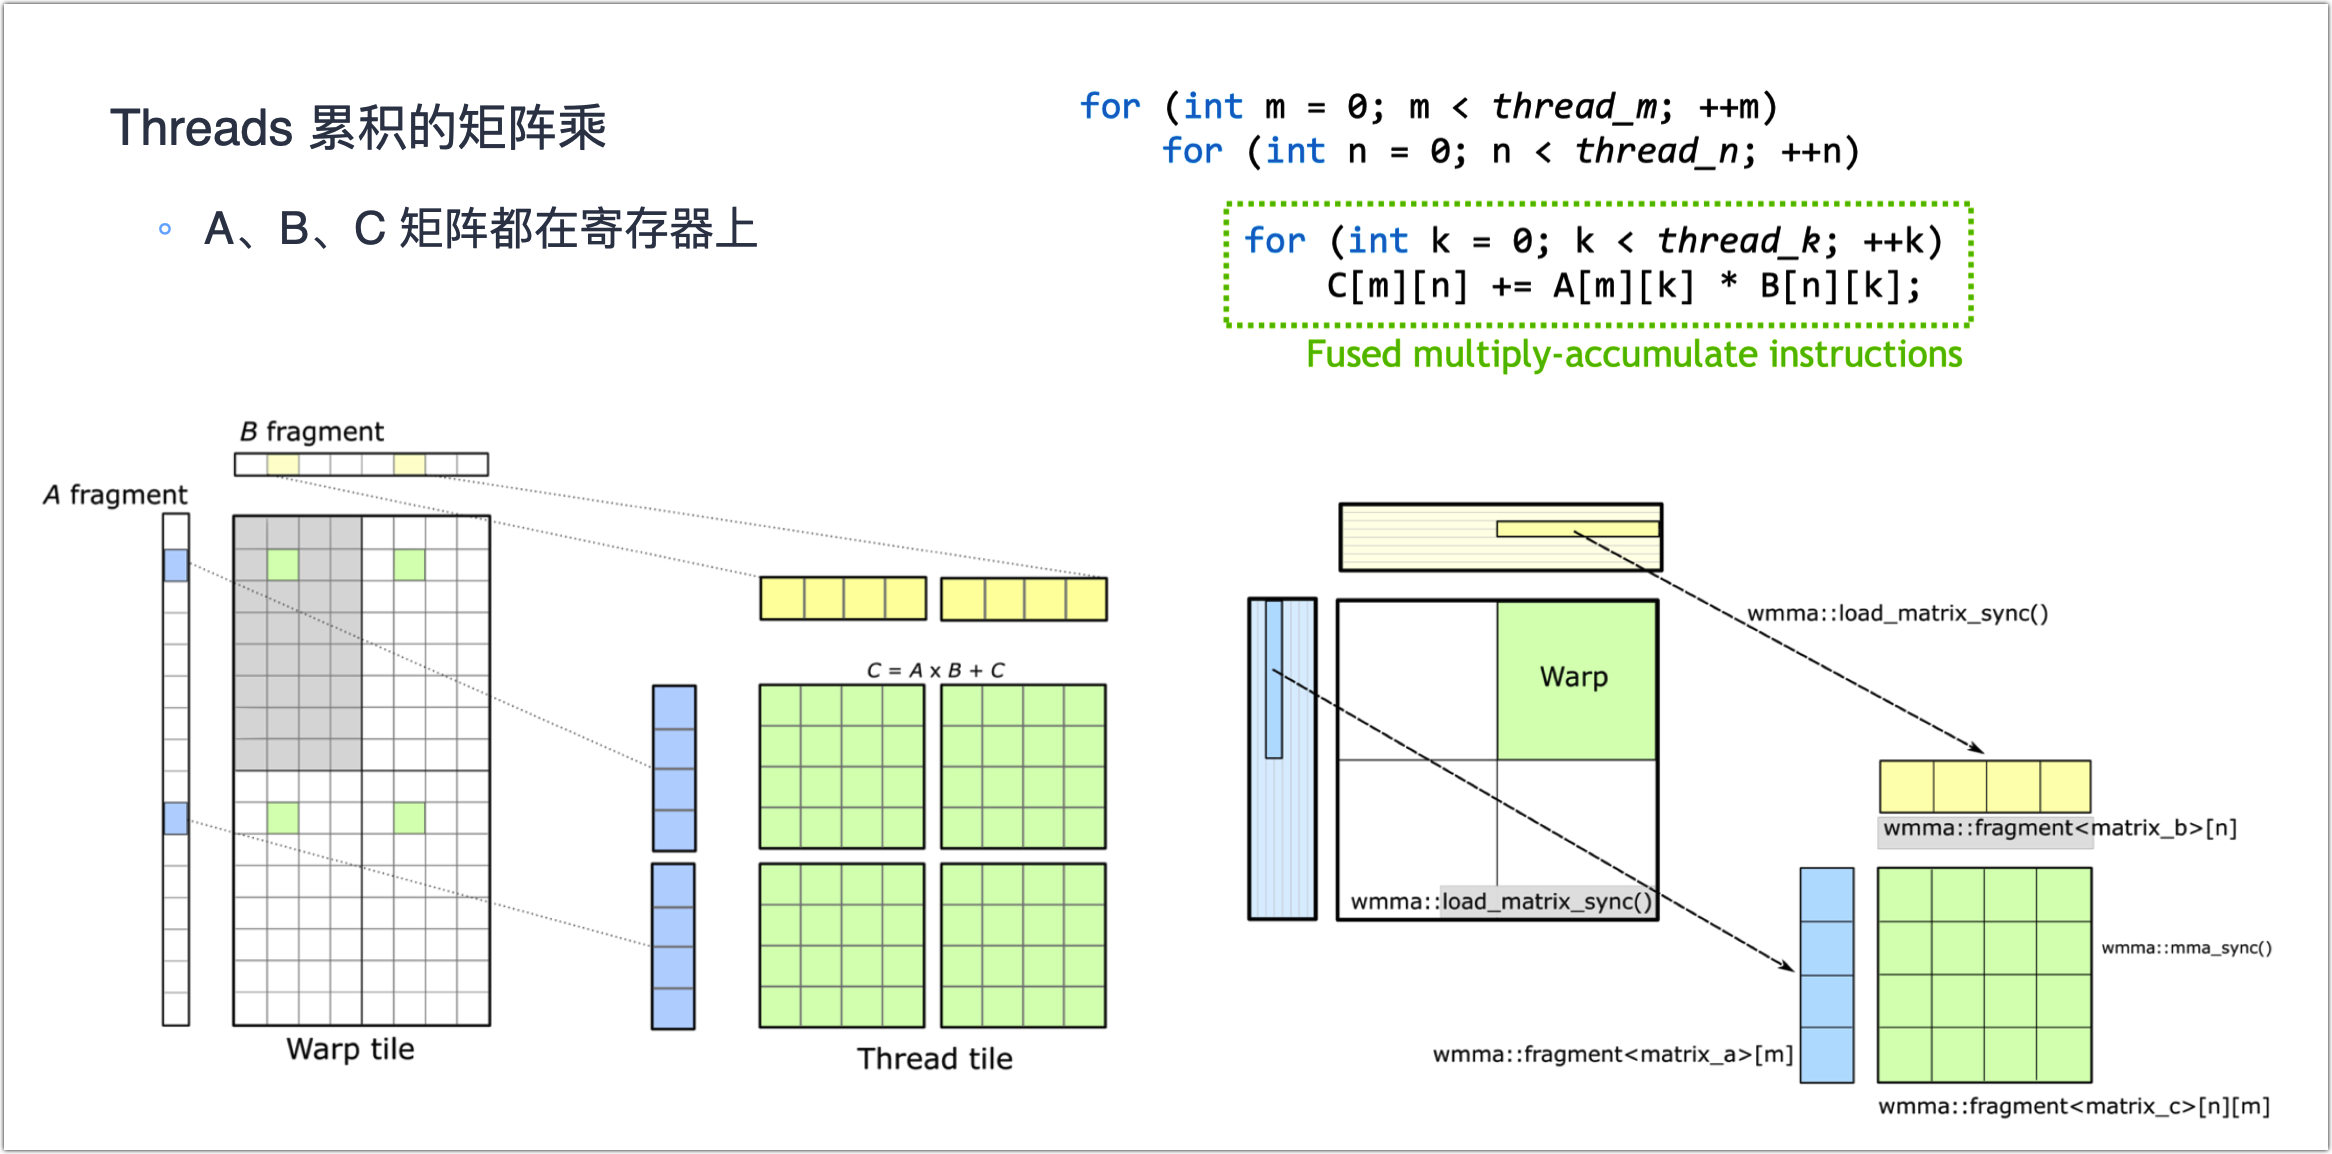 Threads 累积的矩阵乘
◦ A、B、C 矩阵都在寄存器上
for (int m = 0; m < thread_m; ++m)
for (int n = 0; n < thread_n; ++n)
for (int k = 0; k < thread_k; ++k)
C[m][n] += A[m][k] * B[n][k];
Fused multiply-accumulate instructions
B fragment
A fragment
Warp tile
C = A x B + C
Thread tile
Warp
wmma::load_matrix_sync()
wmma::load_matrix_sync()
wmma::fragment<matrix_b>[n]
wmma::mma_sync()
wmma::fragment<matrix_a>[m]
wmma::fragment<matrix_c>[n][m]